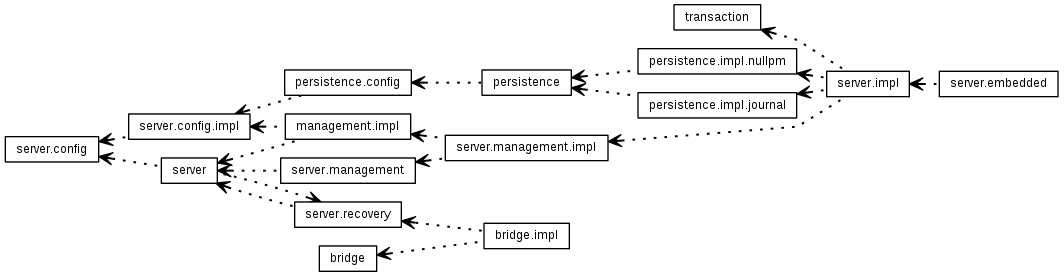 transaction
persistence.impl.nullpm
persistence.config
persistence
server.impl
server.embedded
persistence.impl.journal
server.config.impl
management.impl
server.config
server.management.impl
server
server.management
server.recovery
bridge.impl
bridge